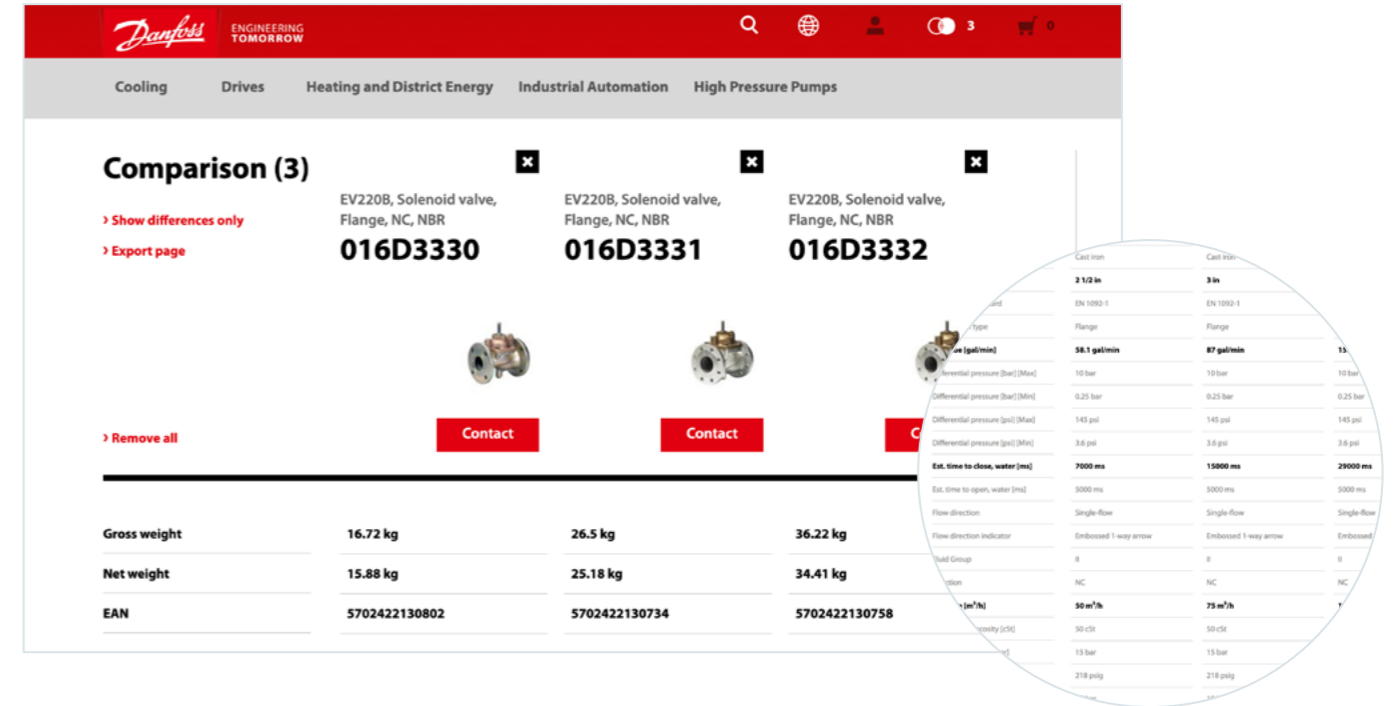 Danfoss
ENGINEERING
TOMORROW
3
0
Cooling Drives Heating and District Energy Industrial Automation High Pressure Pumps
Comparison (3)
› Show differences only
› Export page
EV220B, Solenoid valve,
Flange, NC, NBR
016D3330
EV220B, Solenoid valve,
Flange, NC, NBR
016D3331
EV220B, Solenoid valve,
Flange, NC, NBR
016D3332
› Remove all
Contact Contact
Gross weight 16.72 kg 26.5 kg 36.22 kg
Net weight 15.88 kg 25.18 kg 34.41 kg
EAN 5702422130802 5702422130734 5702422130758
Cast iron Cast iron
2 1/2 in 3 in
EN 1092-1 EN 1092-1
type Flange Flange
[gal/min] 58.1 gal/min 87 gal/min
pressure [bar] [Max] 10 bar 10 bar 10 bar
Differential pressure [bar] [Min] 0.25 bar 0.25 bar 0.25 bar
Differential pressure [psi] [Max] 145 psi 145 psi 145 psi
Differential pressure [psi] [Min] 3.6 psi 3.6 psi 3.6 psi
Est. time to close, water [ms] 7000 ms 15000 ms 29000 ms
Est. time to open, water [ms] 5000 ms 5000 ms 5000 ms
Flow direction Single-flow Single-flow Single-flow
Flow direction indicator Embossed 1-way arrow Embossed 1-way arrow Embossed
Fluid Group II II II
NC NC NC
[m³/h] 50 m³/h 75 m³/h
[cSt] 50 cSt 50 cSt
15 bar 15 bar
218 psig 218 psig